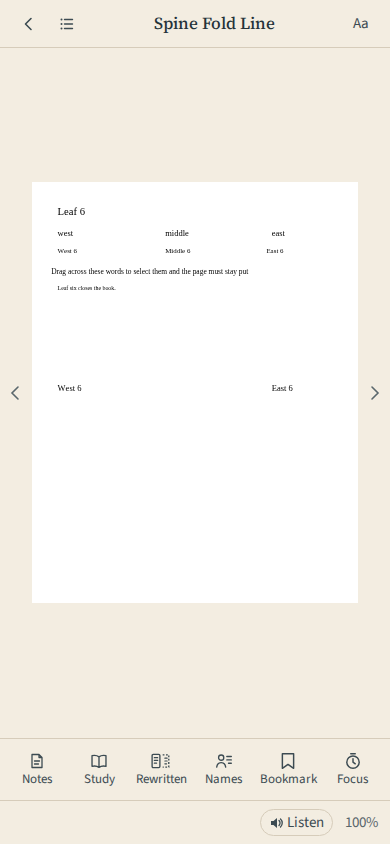 Spine Fold Line
Aa
Leaf 6
west middle east
West 6 Middle 6 East 6
Drag across these words to select them and the page must stay put
Leaf six closes the book.
West 6 East 6
Notes Study Rewritten Names Bookmark Focus
Listen 100%